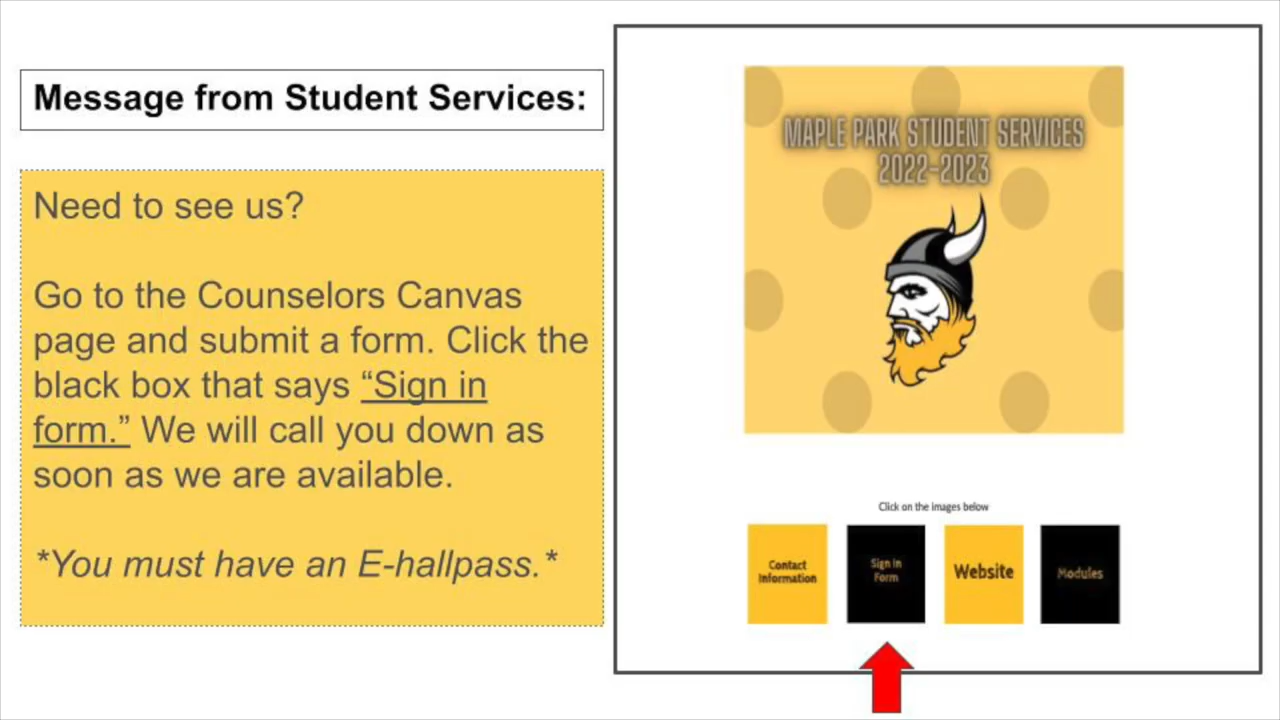 Message from Student Services:
Need to see us?
Go to the Counselors Canvas
page and submit a form. Click the
black box that says “Sign in
form.” We will call you down as
soon as we are available.
*You must have an E-hallpass.*
MAPLE PARK STUDENT SERVICES
2022-2023
Click on the images below
Contact
Information
Sign In
Form
Website
Modules